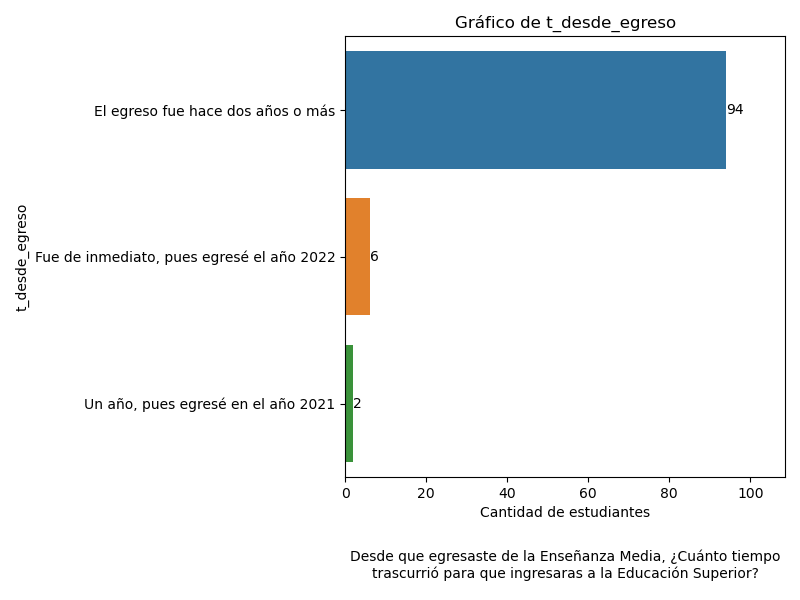 Gráfico de t_desde_egreso
t_desde_egreso
El egreso fue hace dos años o más
94
Fue de inmediato, pues egresé el año 2022
6
Un año, pues egresé en el año 2021
2
0 20 40 60 80 100
Cantidad de estudiantes
Desde que egresaste de la Enseñanza Media, ¿Cuánto tiempo
trascurrió para que ingresaras a la Educación Superior?